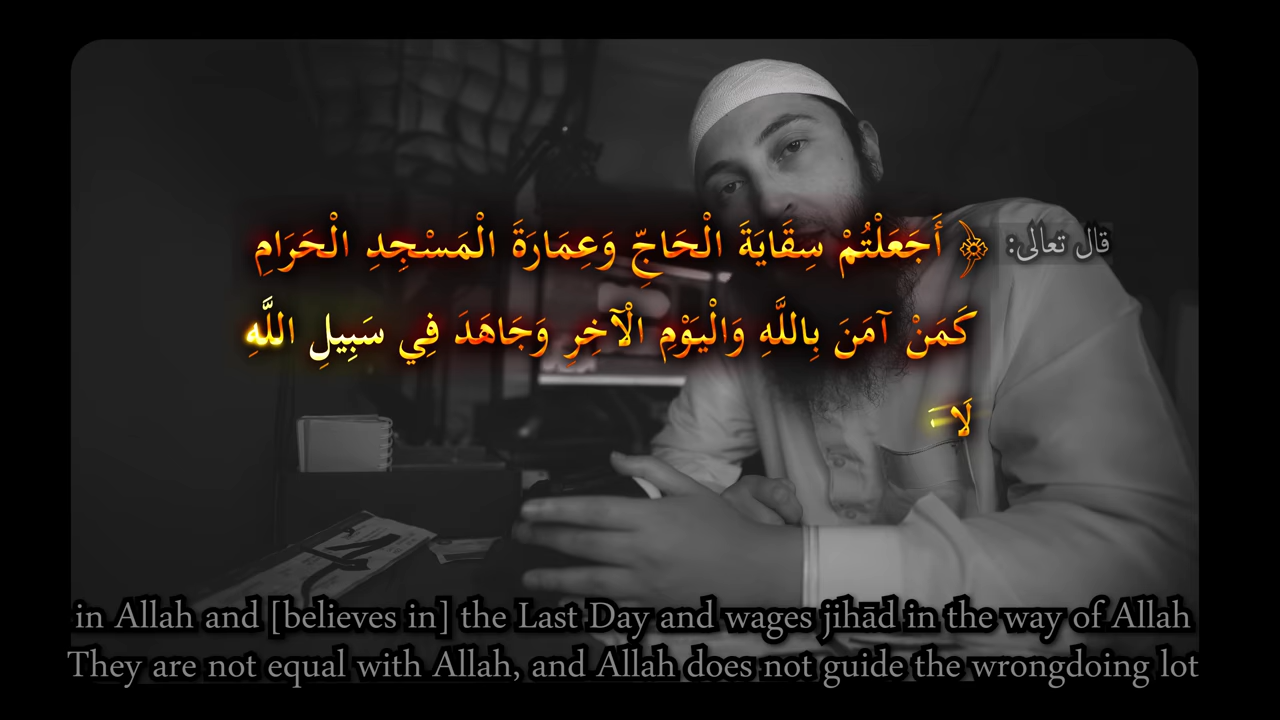 قال تعالى: ﴿ أَجَعَلْتُمْ سِقَايَةَ الْحَاجِّ وَعِمَارَةَ الْمَسْجِدِ الْحَرَامِ
كَمَنْ آمَنَ بِاللَّهِ وَالْيَوْمِ الْآخِرِ وَجَاهَدَ فِي سَبِيلِ اللَّهِ
لَا
in Allah and [believes in] the Last Day and wages jihād in the way of Allah
They are not equal with Allah, and Allah does not guide the wrongdoing lot